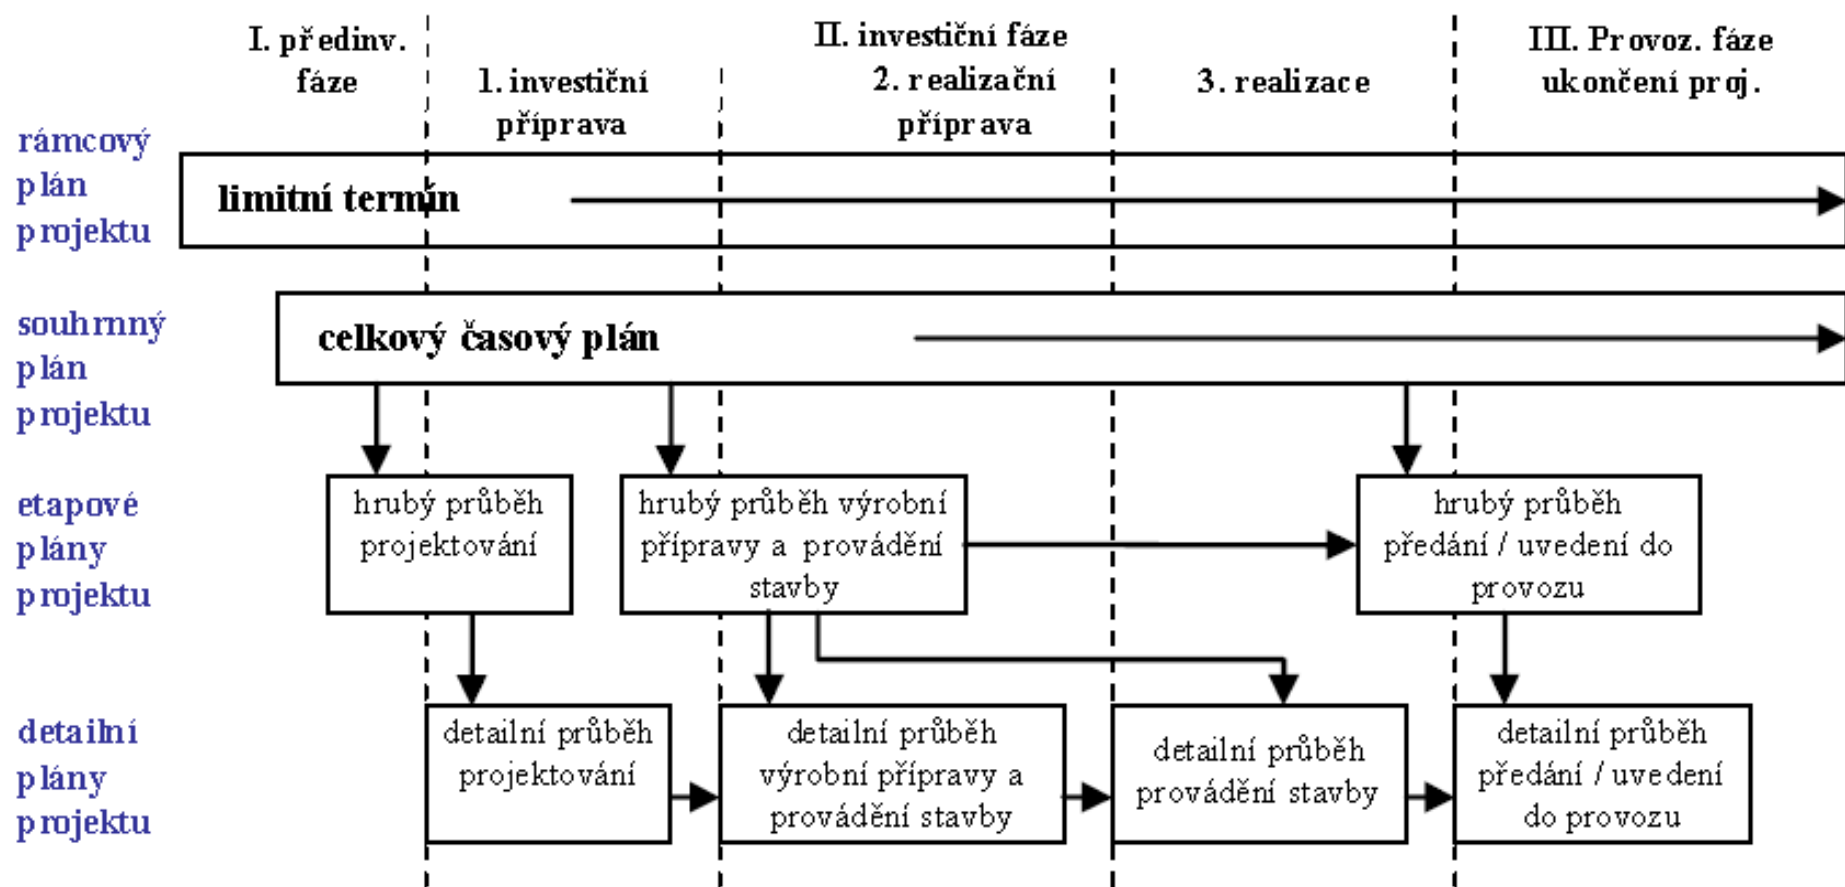 I. předinv.
fáze
II. investiční fáze
1. investiční
příprava
2. realizační
příprava
3. realizace
III. Provoz. fáze
ukončení proj.
rámcový
plán
projektu
limitní termín
souhrnný
plán
projektu
celkový časový plán
etapové
plány
projektu
hrubý průběh
projektování
hrubý průběh výrobní
přípravy a provádění
stavby
hrubý průběh
předání / uvedení do
provozu
detailní
plány
projektu
detailní průběh
projektování
detailní průběh
výrobní přípravy a
provádění stavby
detailní průběh
provádění stavby
detailní průběh
předání / uvedení
do provozu